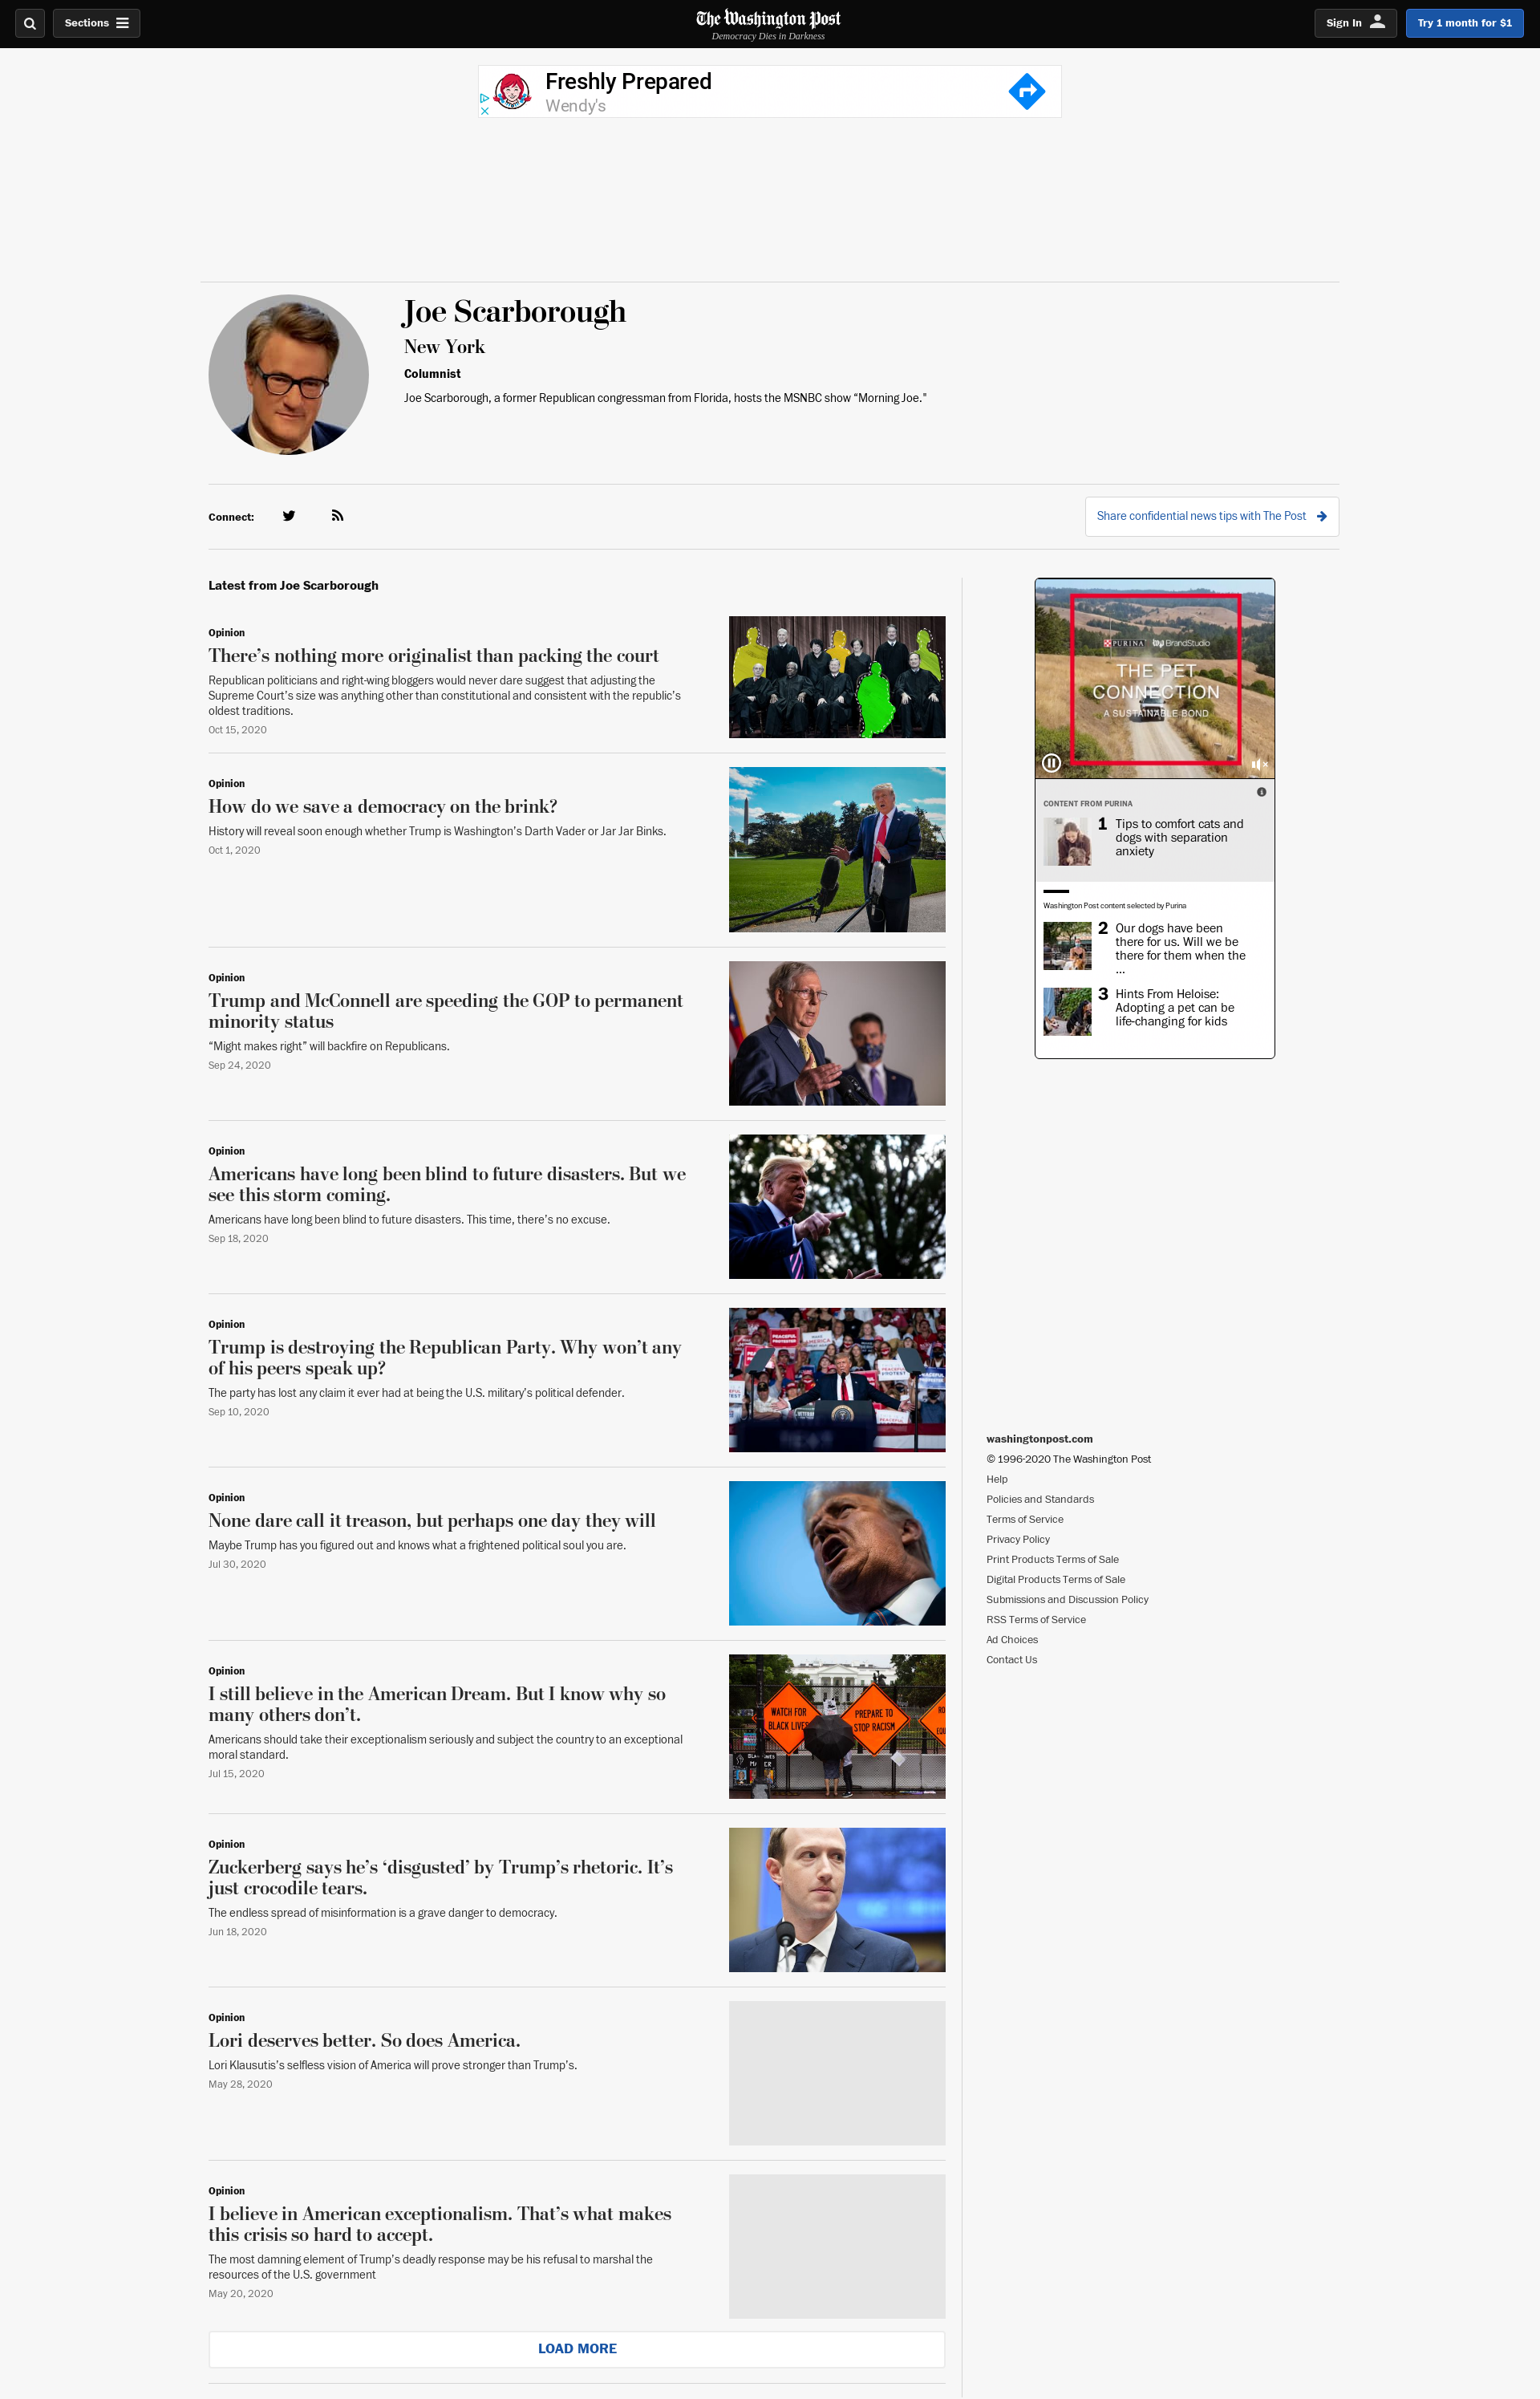 Sections
The Washington Post
Democracy Dies in Darkness
Sign In
Try 1 month for $1
Freshly Prepared
Wendy's
Joe Scarborough
New York
Columnist
Joe Scarborough, a former Republican congressman from Florida, hosts the MSNBC show “Morning Joe."
Connect:
Share confidential news tips with The Post
Latest from Joe Scarborough
Opinion
There’s nothing more originalist than packing the court
Republican politicians and right-wing bloggers would never dare suggest that adjusting the
Supreme Court’s size was anything other than constitutional and consistent with the republic’s
oldest traditions.
Oct 15, 2020
Opinion
How do we save a democracy on the brink?
History will reveal soon enough whether Trump is Washington’s Darth Vader or Jar Jar Binks.
Oct 1, 2020
Opinion
Trump and McConnell are speeding the GOP to permanent
minority status
“Might makes right” will backfire on Republicans.
Sep 24, 2020
Opinion
Americans have long been blind to future disasters. But we
see this storm coming.
Americans have long been blind to future disasters. This time, there’s no excuse.
Sep 18, 2020
Opinion
Trump is destroying the Republican Party. Why won’t any
of his peers speak up?
The party has lost any claim it ever had at being the U.S. military’s political defender.
Sep 10, 2020
Opinion
None dare call it treason, but perhaps one day they will
Maybe Trump has you figured out and knows what a frightened political soul you are.
Jul 30, 2020
Opinion
I still believe in the American Dream. But I know why so
many others don’t.
Americans should take their exceptionalism seriously and subject the country to an exceptional
moral standard.
Jul 15, 2020
WATCH FOR
BLACK LIVES
PREPARE TO
STOP RACISM
Opinion
Zuckerberg says he’s ‘disgusted’ by Trump’s rhetoric. It’s
just crocodile tears.
The endless spread of misinformation is a grave danger to democracy.
Jun 18, 2020
Opinion
Lori deserves better. So does America.
Lori Klausutis’s selfless vision of America will prove stronger than Trump’s.
May 28, 2020
Opinion
I believe in American exceptionalism. That’s what makes
this crisis so hard to accept.
The most damning element of Trump’s deadly response may be his refusal to marshal the
resources of the U.S. government
May 20, 2020
LOAD MORE
PURINA wp BrandStudio
THE PET
CONNECTION
A SUSTAINABLE BOND
CONTENT FROM PURINA
1 Tips to comfort cats and
dogs with separation
anxiety
Washington Post content selected by Purina
2 Our dogs have been
there for us. Will we be
there for them when the
...
3 Hints From Heloise:
Adopting a pet can be
life-changing for kids
washingtonpost.com
© 1996-2020 The Washington Post
Help
Policies and Standards
Terms of Service
Privacy Policy
Print Products Terms of Sale
Digital Products Terms of Sale
Submissions and Discussion Policy
RSS Terms of Service
Ad Choices
Contact Us